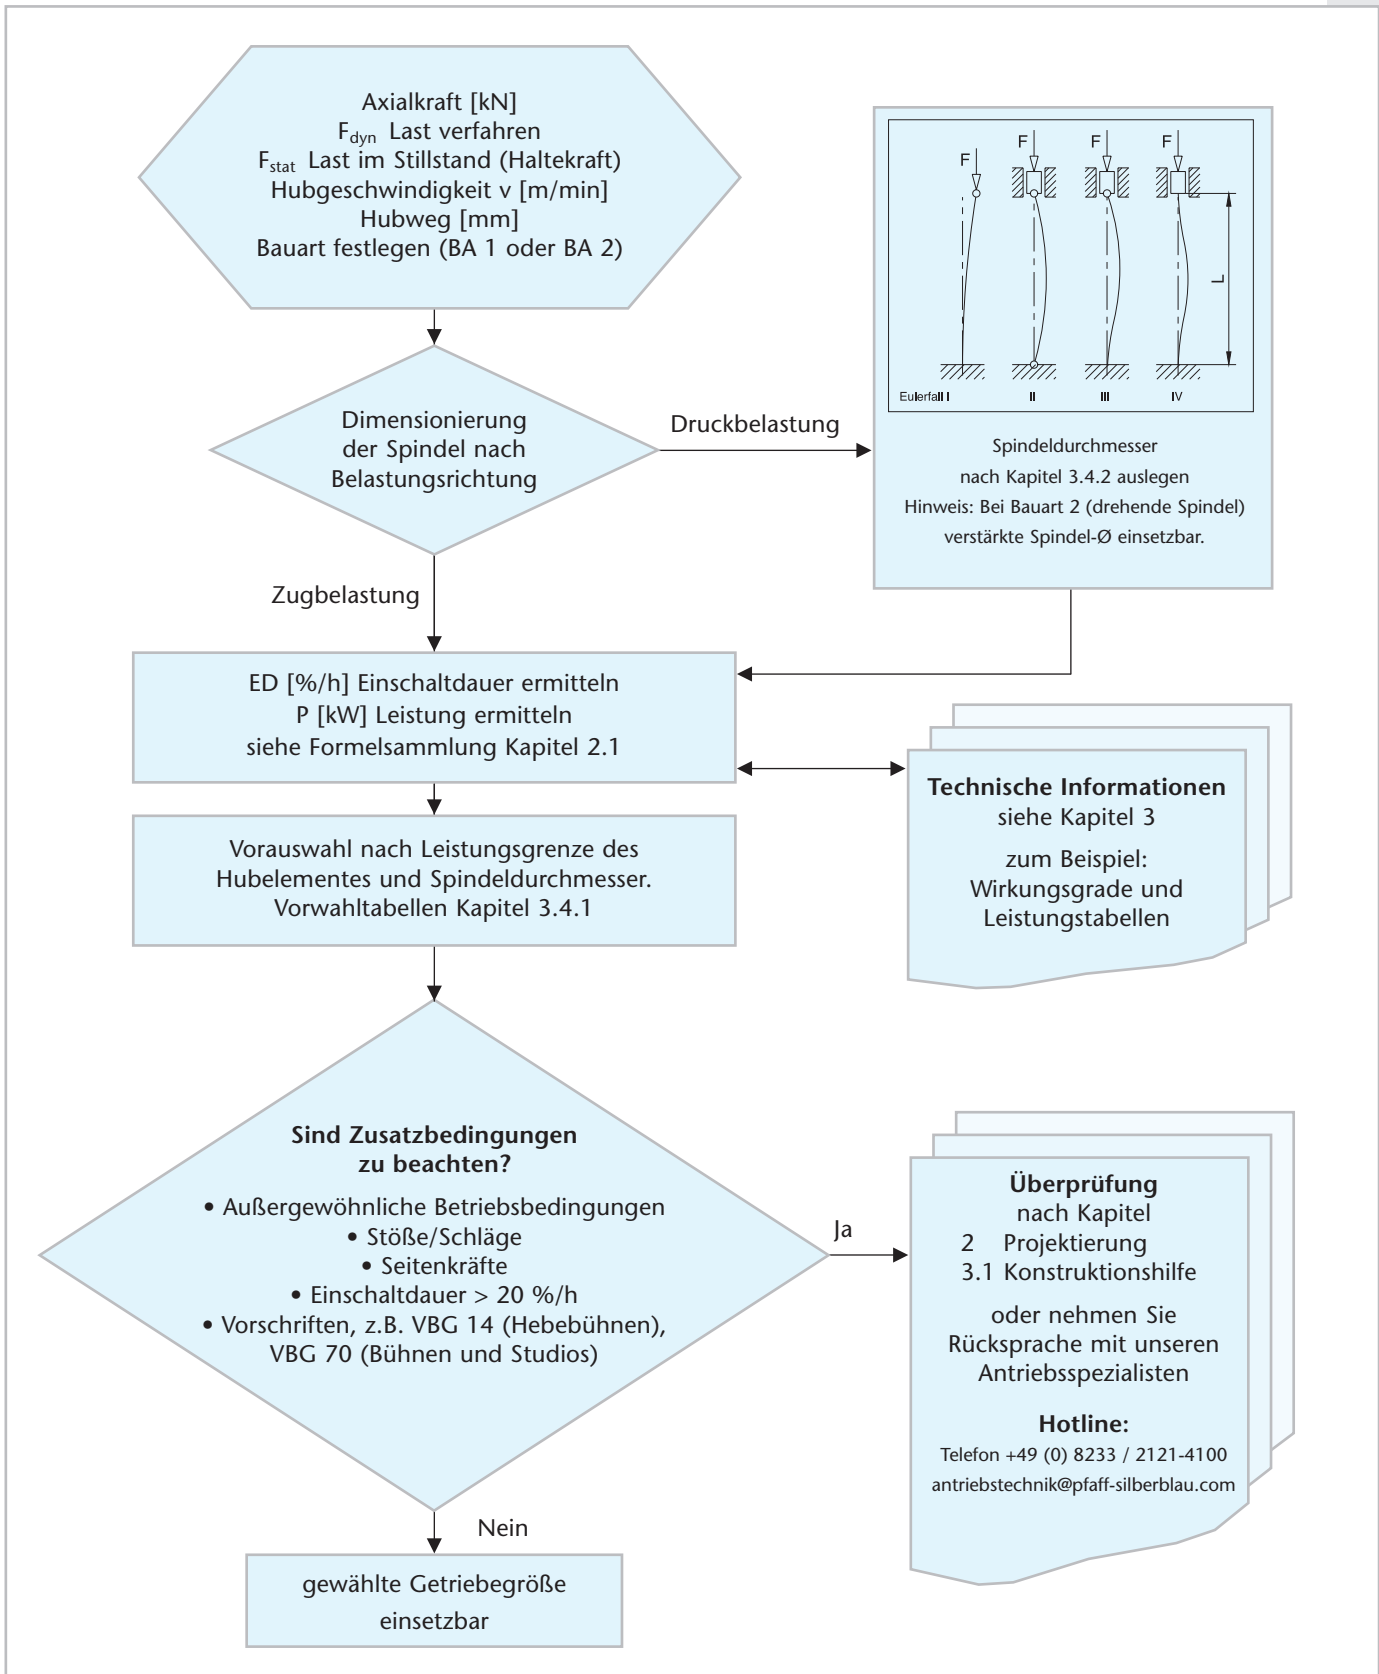 Axialkraft [kN]
Fdyn Last verfahren
Fstat Last im Stillstand (Haltekraft)
Hubgeschwindigkeit v [m/min]
Hubweg [mm]
Bauart festlegen (BA 1 oder BA 2)
F F F F
L
Eulerfall I II III IV
Spindeldurchmesser
nach Kapitel 3.4.2 auslegen
Hinweis: Bei Bauart 2 (drehende Spindel)
verstärkte Spindel-Ø einsetzbar.
Dimensionierung
der Spindel nach
Belastungsrichtung
Druckbelastung
Zugbelastung
ED [%/h] Einschaltdauer ermitteln
P [kW] Leistung ermitteln
siehe Formelsammlung Kapitel 2.1
Technische Informationen
siehe Kapitel 3
zum Beispiel:
Wirkungsgrade und
Leistungstabellen
Vorauswahl nach Leistungsgrenze des
Hubelementes und Spindeldurchmesser.
Vorwahltabellen Kapitel 3.4.1
Sind Zusatzbedingungen
zu beachten?
• Außergewöhnliche Betriebsbedingungen
• Stöße/Schläge
• Seitenkräfte
• Einschaltdauer > 20 %/h
• Vorschriften, z.B. VBG 14 (Hebebühnen),
VBG 70 (Bühnen und Studios)
Ja
Überprüfung
nach Kapitel
2 Projektierung
3.1 Konstruktionshilfe
oder nehmen Sie
Rücksprache mit unseren
Antriebsspezialisten
Hotline:
Telefon +49 (0) 8233 / 2121-4100
antriebstechnik@pfaff-silberblau.com
Nein
gewählte Getriebegröße
einsetzbar